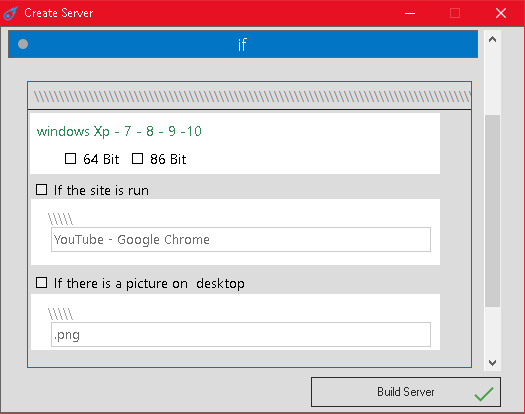 Create Server
if
\\\\\\\\\\\\\\\\\\\\\\\\\\\\\\\\\\\\\\\\\\\\\\\\\\\\\\\\\\\\\\\\\\\\\\\\\\\\\\\\
windows Xp - 7 - 8 - 9 -10
64 Bit 86 Bit
If the site is run
\\\\\
YouTube - Google Chrome
If there is a picture on desktop
\\\\\
.png
Build Server